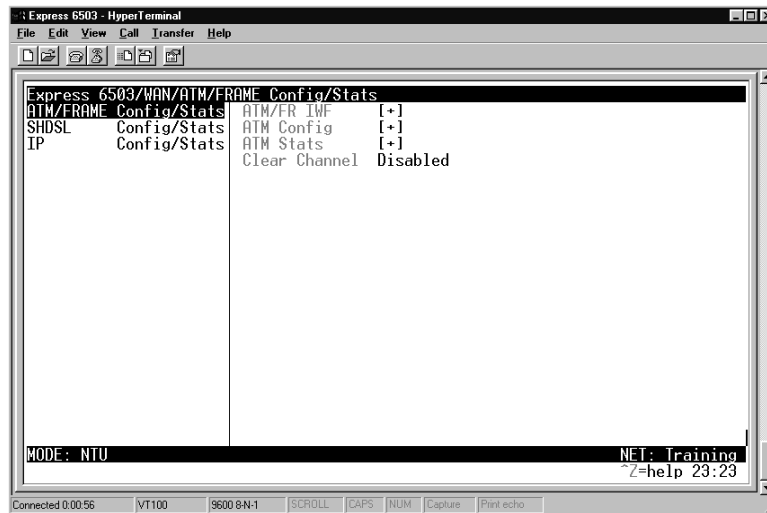 Express 6503 - HyperTerminal
File Edit View Call Transfer Help
Express 6503/WAN/ATM/FRAME Config/Stats
ATM/FRAME Config/Stats ATM/FR IWF [+]
SHDSL Config/Stats ATM Config [+]
IP Config/Stats ATM Stats [+]
Clear Channel Disabled
MODE: NTU NET: Training
^Z=help 23:23
Connected 0:00:56 VT100 9600 8-N-1 SCROLL CAPS NUM Capture Print echo